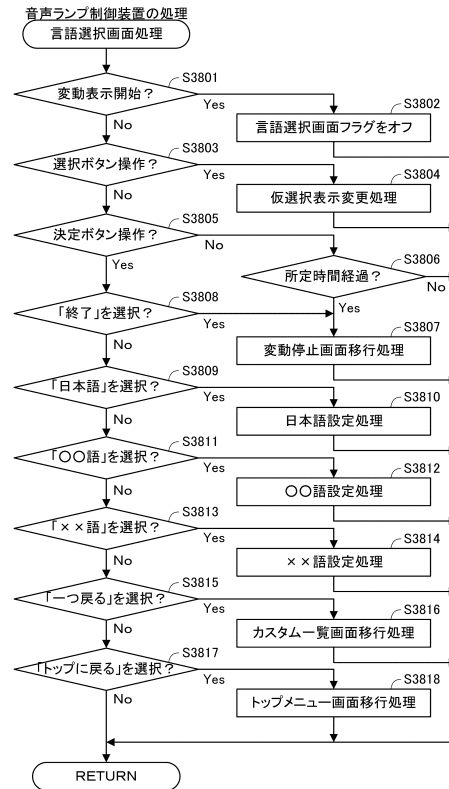 音声ランプ制御装置の処理
言語選択画面処理
S3801
変動表示開始？
Yes
S3802
No
言語選択画面フラグをオフ
S3803
選択ボタン操作？
Yes
S3804
No
仮選択表示変更処理
S3805
決定ボタン操作？
No
S3806
Yes
所定時間経過？
No
S3808
Yes
「終了」を選択？
Yes
S3807
No
変動停止画面移行処理
S3809
「日本語」を選択？
Yes
S3810
No
日本語設定処理
S3811
「〇〇語」を選択？
Yes
S3812
No
〇〇語設定処理
S3813
「××語」を選択？
Yes
S3814
No
××語設定処理
S3815
「一つ戻る」を選択？
Yes
S3816
No
カスタム一覧画面移行処理
S3817
「トップに戻る」を選択？
Yes
S3818
No
トップメニュー画面移行処理
RETURN